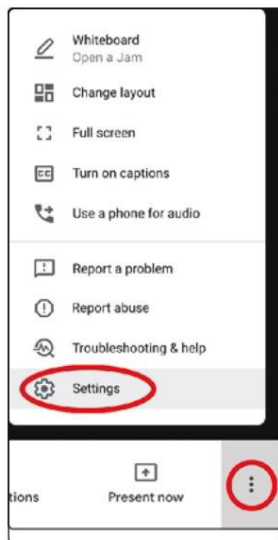 Whiteboard
Open a Jam
Change layout
Full screen
CC
Turn on captions
Use a phone for audio
Report a problem
Report abuse
Troubleshooting & help
Settings
tions
Present now